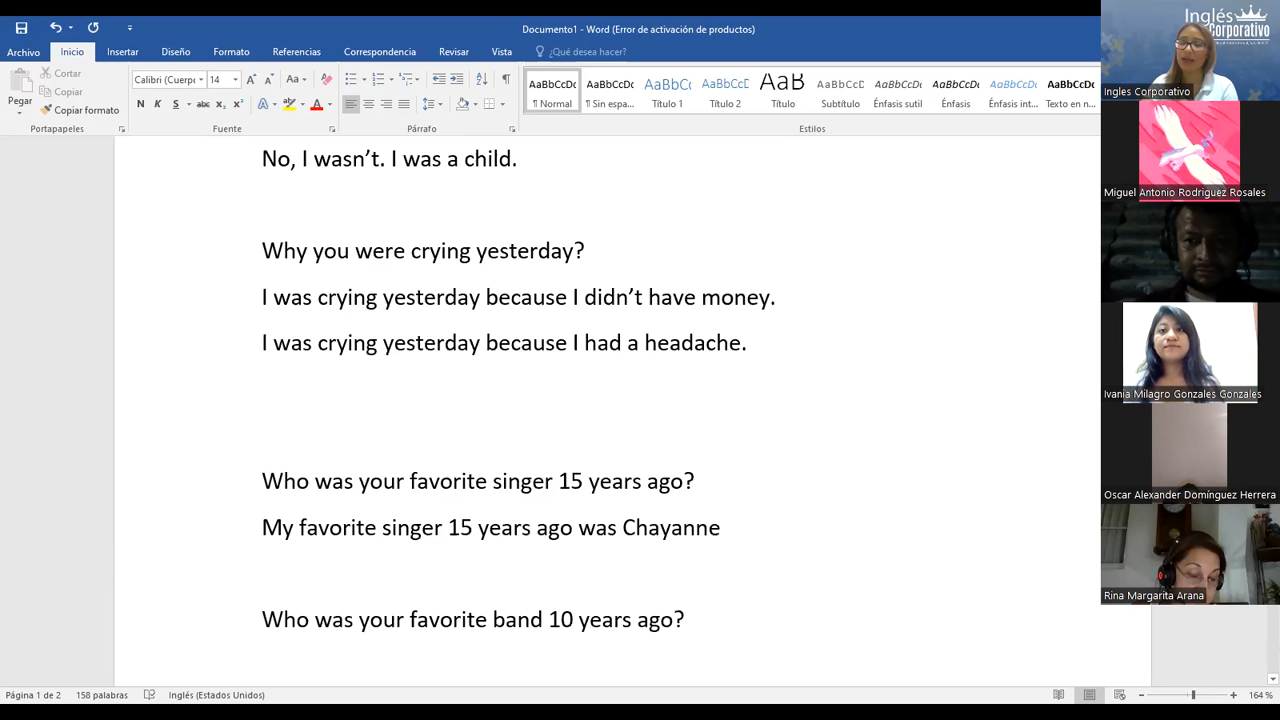 Documento1 - Word (Error de activación de productos)
Archivo Inicio Insertar Diseño Formato Referencias Correspondencia Revisar Vista ¿Qué desea hacer?
Pegar
Cortar
Copiar
Copiar formato
Calibri (Cuerpo 14
N K S abc x₂ x² A
AaBbCcDc AaBbCcDc AaBbCc AaBbCcD AaB AaBbCcD AaBbCcDc AaBbCcDc AaBbCcDc AaBbCcDc
¶ Normal ¶ Sin espa... Título 1 Título 2 Título Subtítulo Énfasis sutil Énfasis Énfasis int... Texto en n...
Portapapeles Fuente Párrafo Estilos
No, I wasn’t. I was a child.
Why you were crying yesterday?
I was crying yesterday because I didn’t have money.
I was crying yesterday because I had a headache.
Who was your favorite singer 15 years ago?
My favorite singer 15 years ago was Chayanne
Who was your favorite band 10 years ago?
Página 1 de 2 158 palabras Inglés (Estados Unidos) 164 %
Inglés
Corporativo
Ingles Corporativo
Miguel Antonio Rodriguez Rosales
Ivania Milagro Gonzales Gonzales
Oscar Alexander Domínguez Herrera
Rina Margarita Arana